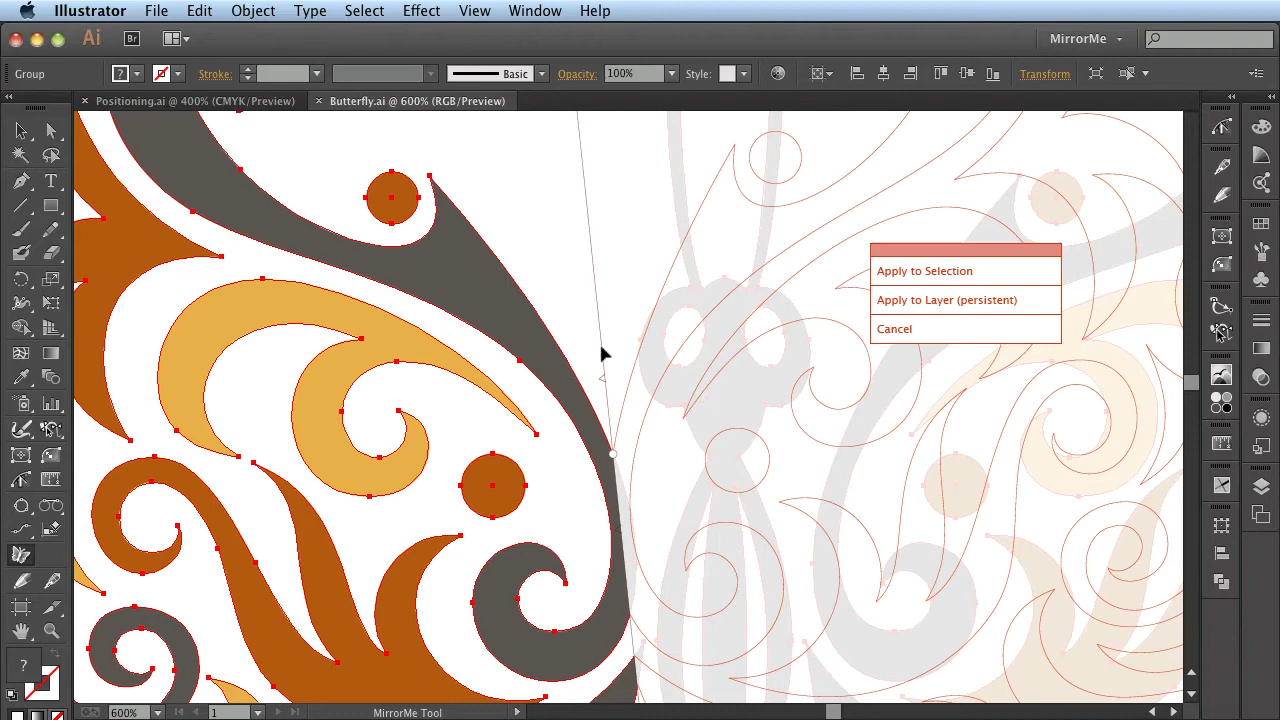 Illustrator File Edit Object Type Select Effect View Window Help
Ai Br MirrorMe
Group ? Stroke: Basic Opacity: 100% Style: Transform
× Positioning.ai @ 400% (CMYK/Preview) × Butterfly.ai @ 600% (RGB/Preview)
T
Apply to Selection
Apply to Layer (persistent)
Cancel
?
600% 1 MirrorMe Tool